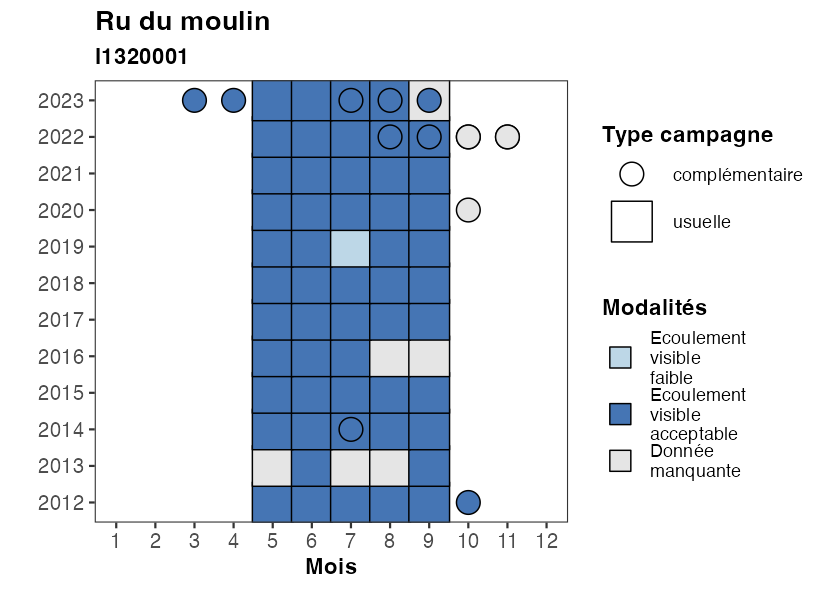 Ru du moulin
I1320001
2023
2022
2021
2020
2019
2018
2017
2016
2015
2014
2013
2012
1 2 3 4 5 6 7 8 9 10 11 12
Mois
Type campagne
complémentaire
usuelle
Modalités
Ecoulement
visible
faible
Ecoulement
visible
acceptable
Donnée
manquante